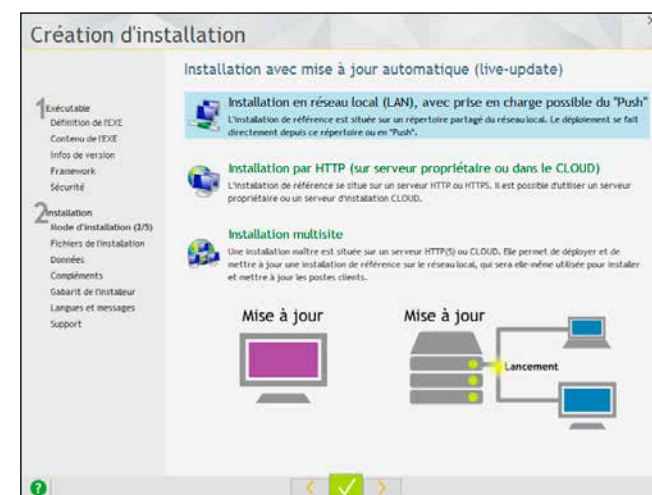 Création d'installation
Installation avec mise à jour automatique (live-update)
1 Exécutable
Définition de l'EXE
Contenu de l'EXE
Infos de version
Framework
Sécurité
2 Installation
Mode d'installation (2/5)
Fichiers de l'installation
Données
Compléments
Gabarit de l'installeur
Langues et messages
Support
Installation en réseau local (LAN), avec prise en charge possible du "Push"
L'installation de référence est située sur un répertoire partagé du réseau local. Le déploiement se fait
directement depuis ce répertoire ou en "Push".
Installation par HTTP (sur serveur propriétaire ou dans le CLOUD)
L'installation de référence se situe sur un serveur HTTP ou HTTPS. Il est possible d'utiliser un serveur
propriétaire ou un serveur d'installation CLOUD.
Installation multisite
Une installation maître est située sur un serveur HTTP(S) ou CLOUD. Elle permet de déployer et de
mettre à jour une installation de référence sur le réseau local, qui sera elle-même utilisée pour installer
et mettre à jour les postes clients.
Mise à jour
Mise à jour
Lancement